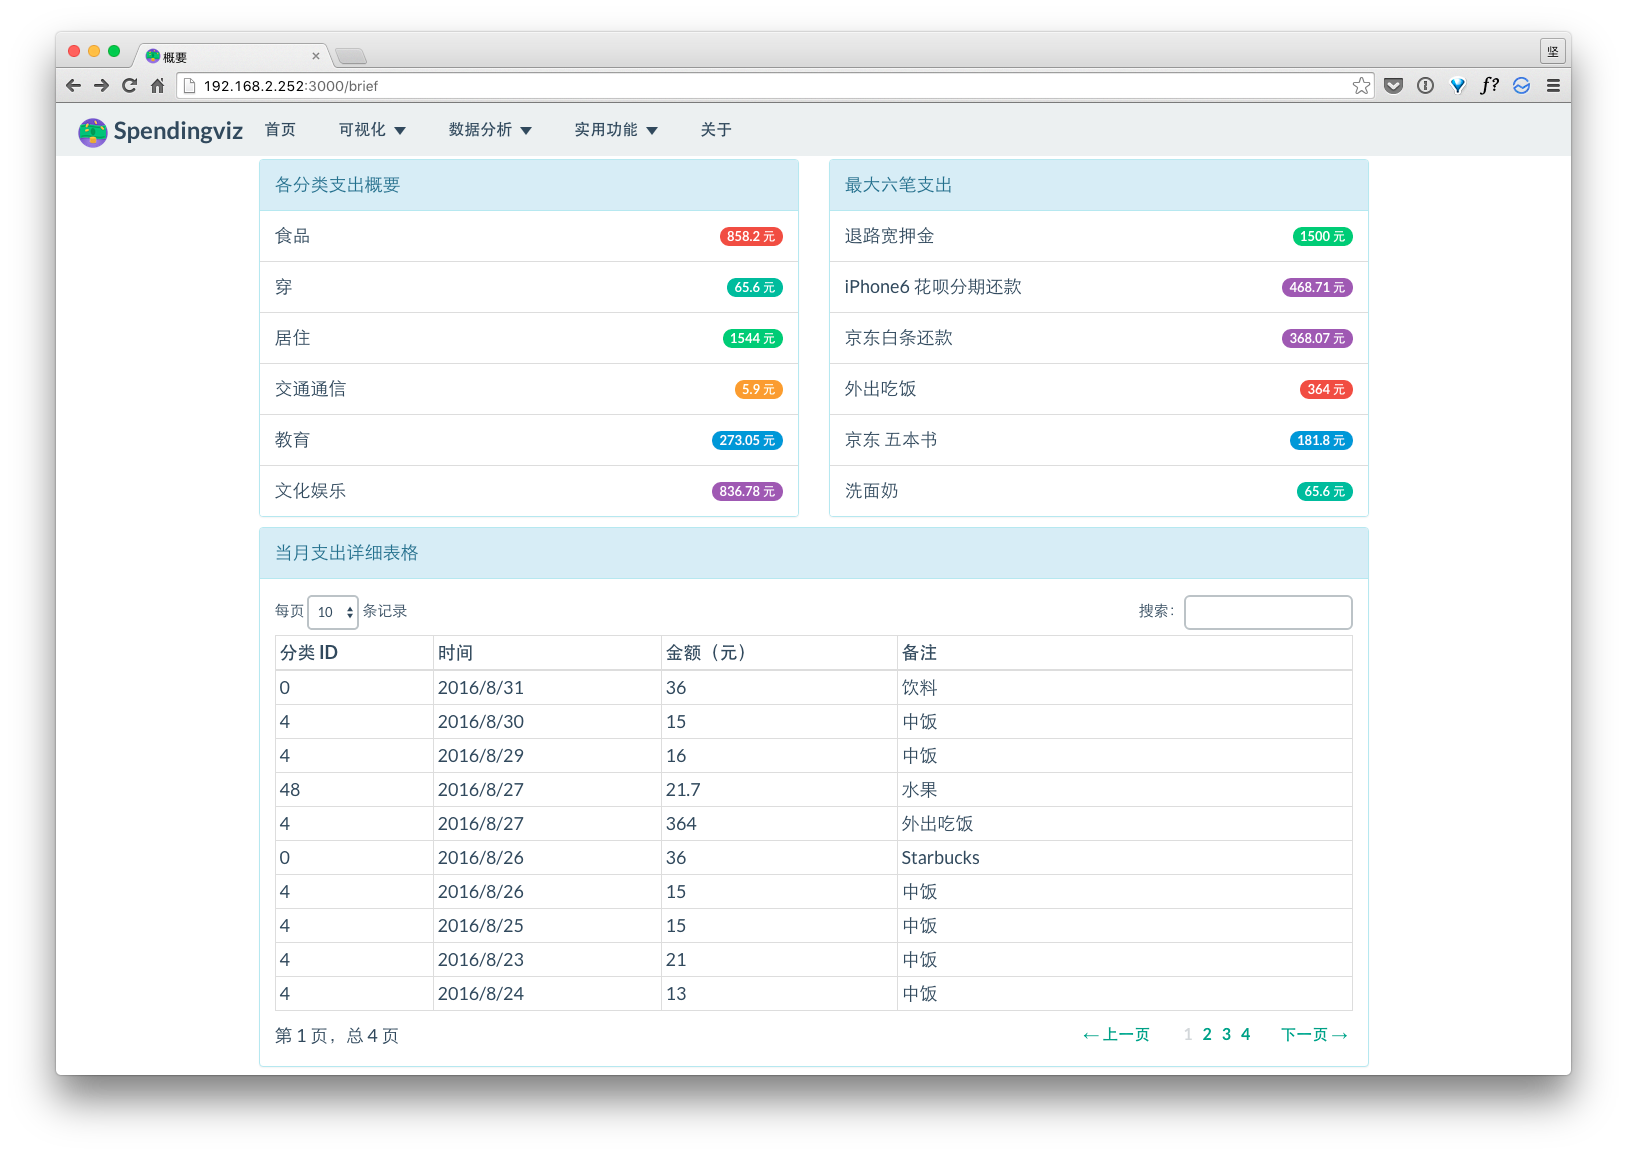 概要
坚
192.168.2.252:3000/brief
f?
Spendingviz 首页 可视化 数据分析 实用功能 关于
各分类支出概要
食品 858.2 元
穿 65.6 元
居住 1544 元
交通通信 5.9 元
教育 273.05 元
文化娱乐 836.78 元
最大六笔支出
退路宽押金 1500 元
iPhone6 花呗分期还款 468.71 元
京东白条还款 368.07 元
外出吃饭 364 元
京东 五本书 181.8 元
洗面奶 65.6 元
当月支出详细表格
每页 10 条记录 搜索：
分类 ID 时间 金额（元） 备注
0 2016/8/31 36 饮料
4 2016/8/30 15 中饭
4 2016/8/29 16 中饭
48 2016/8/27 21.7 水果
4 2016/8/27 364 外出吃饭
0 2016/8/26 36 Starbucks
4 2016/8/26 15 中饭
4 2016/8/25 15 中饭
4 2016/8/23 21 中饭
4 2016/8/24 13 中饭
第 1 页，总 4 页 ←上一页 1 2 3 4 下一页→